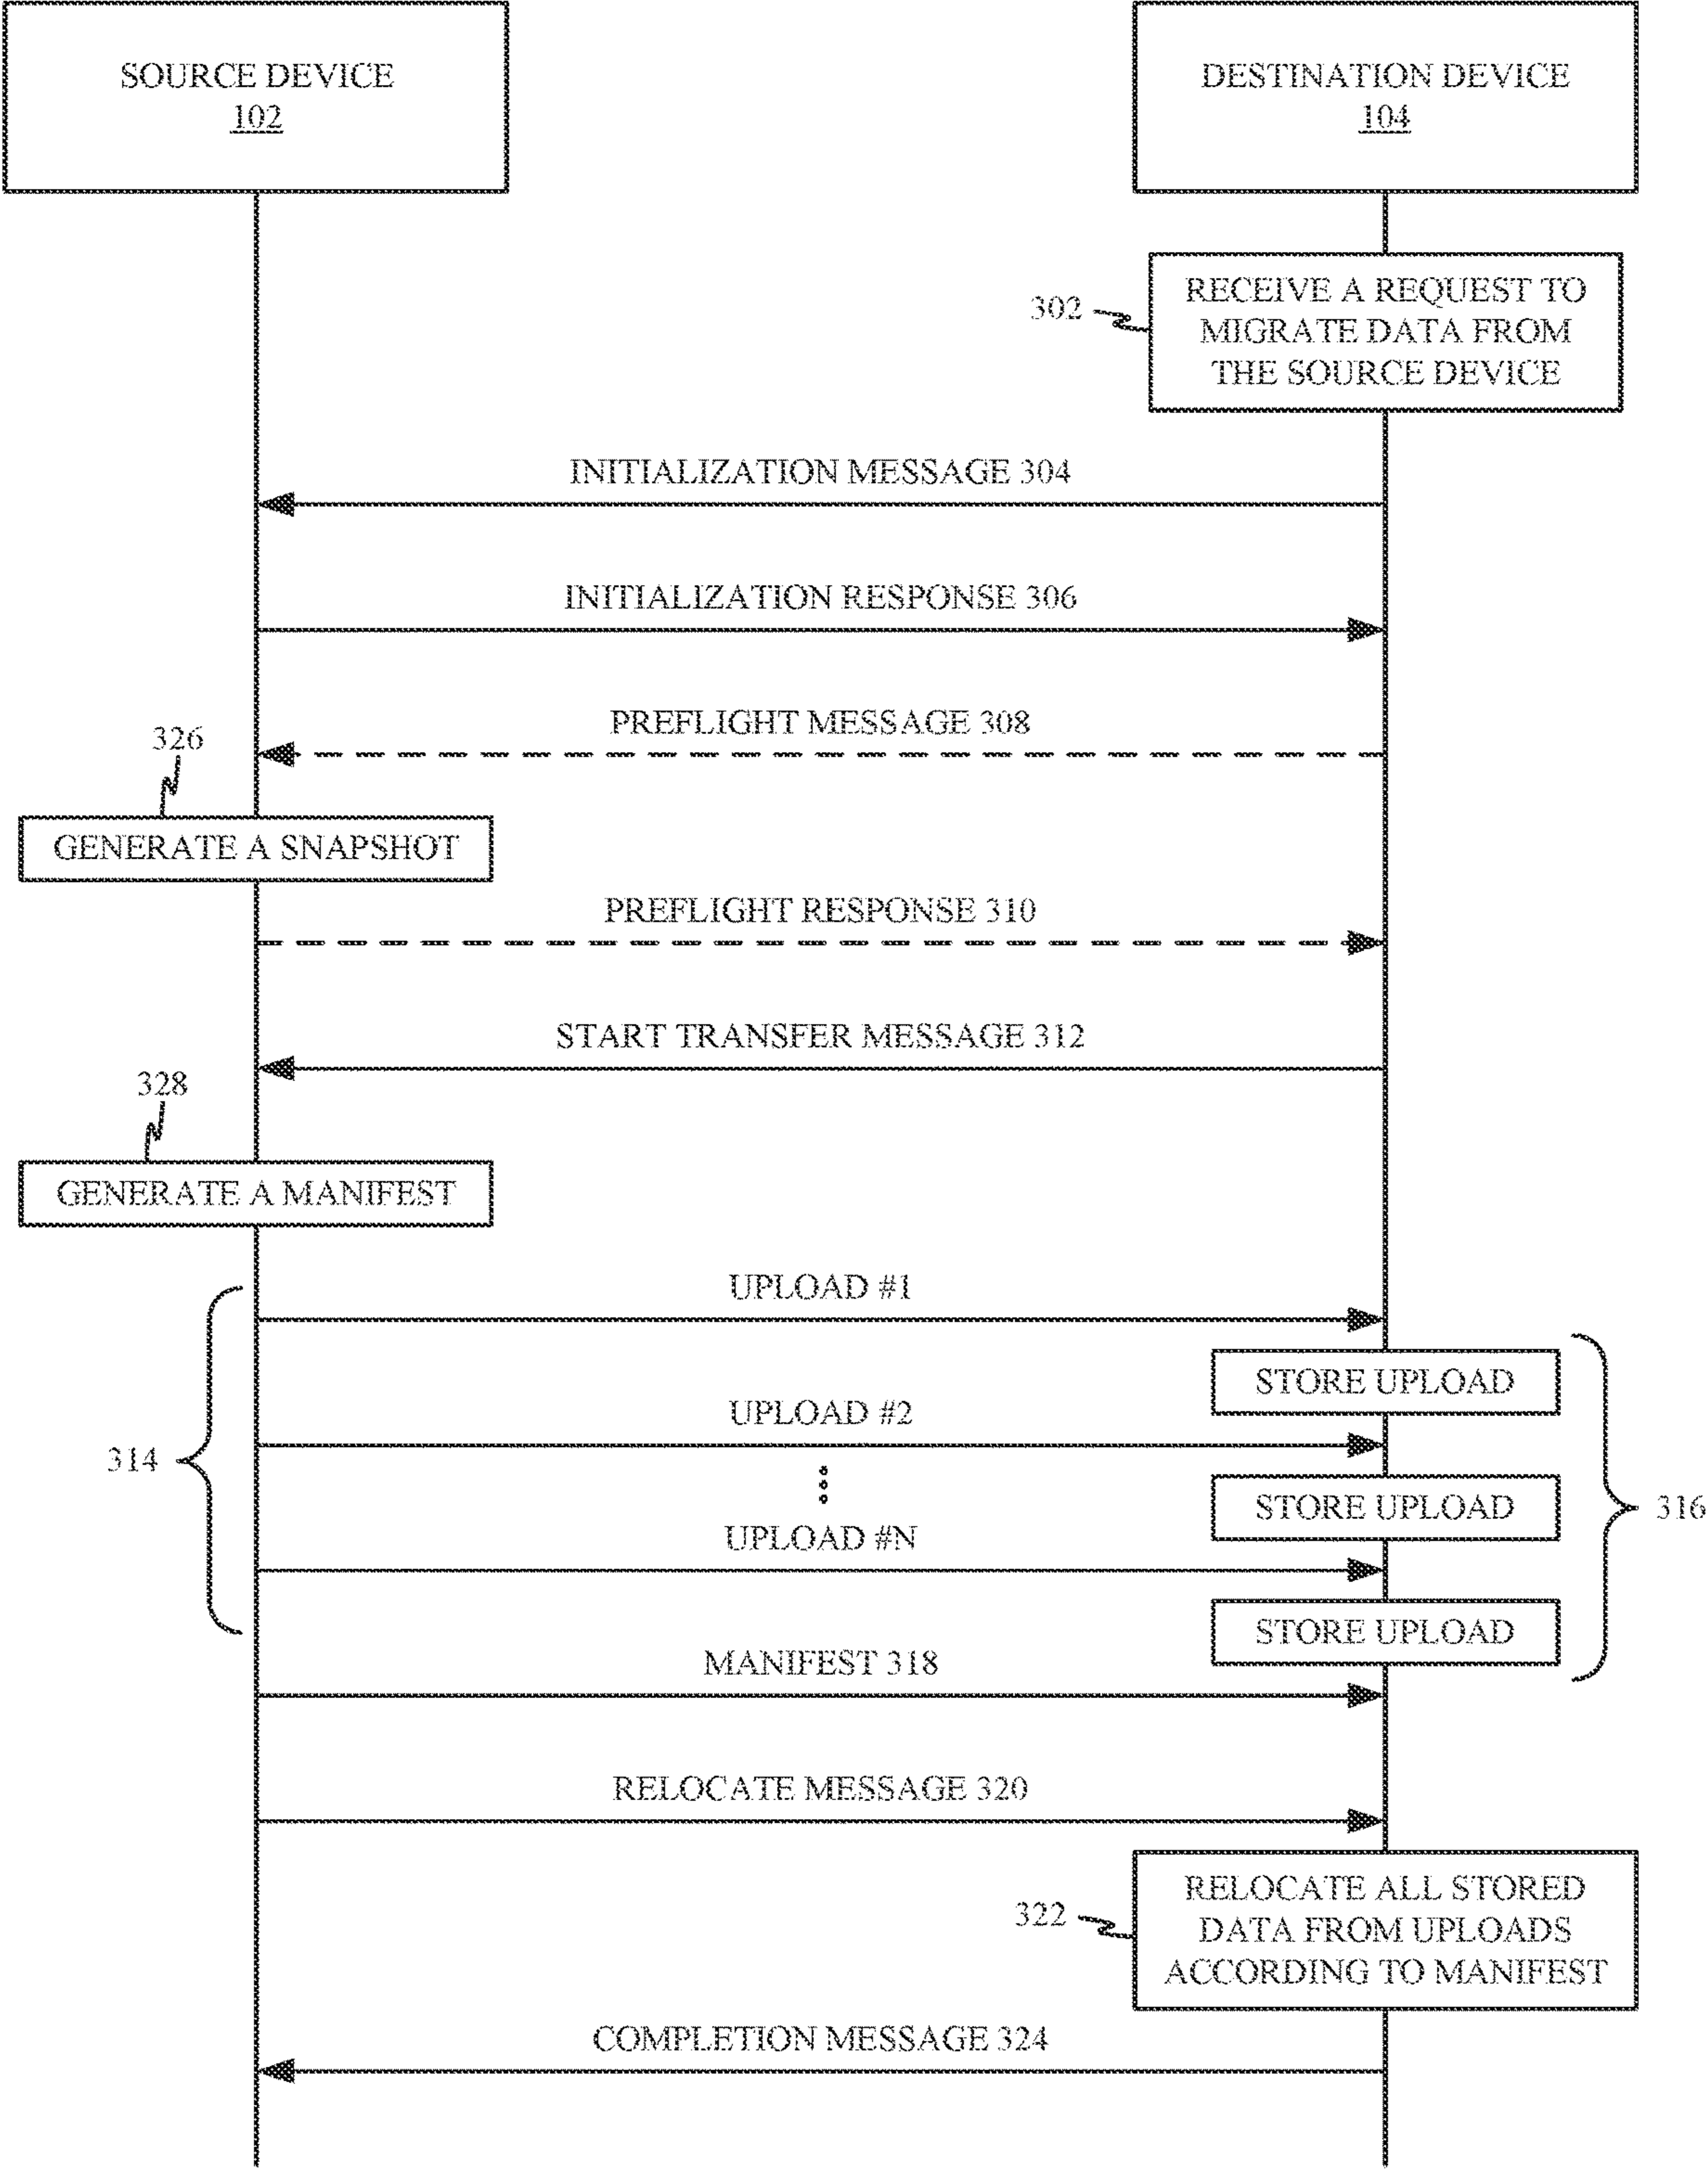 SOURCE DEVICE
102
DESTINATION DEVICE
104
302
RECEIVE A REQUEST TO
MIGRATE DATA FROM
THE SOURCE DEVICE
INITIALIZATION MESSAGE 304
INITIALIZATION RESPONSE 306
PREFLIGHT MESSAGE 308
326
GENERATE A SNAPSHOT
PREFLIGHT RESPONSE 310
START TRANSFER MESSAGE 312
328
GENERATE A MANIFEST
UPLOAD #1
STORE UPLOAD
UPLOAD #2
314
STORE UPLOAD
316
UPLOAD #N
STORE UPLOAD
MANIFEST 318
RELOCATE MESSAGE 320
322
RELOCATE ALL STORED
DATA FROM UPLOADS
ACCORDING TO MANIFEST
COMPLETION MESSAGE 324